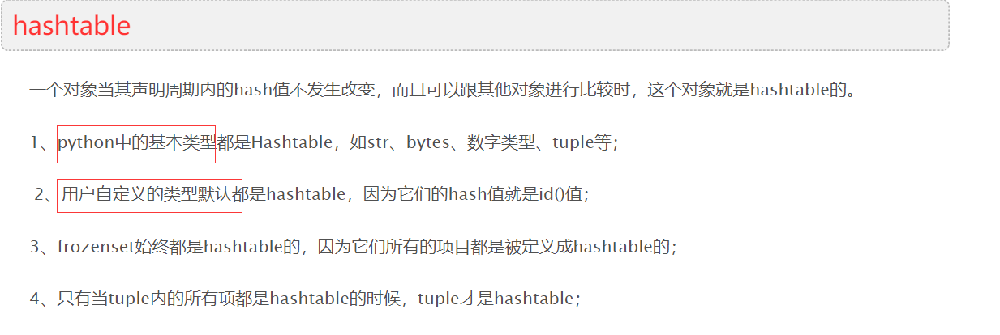 hashtable
一个对象当其声明周期内的hash值不发生改变，而且可以跟其他对象进行比较时，这个对象就是hashtable的。
1、python中的基本类型都是Hashtable，如str、bytes、数字类型、tuple等；
2、用户自定义的类型默认都是hashtable，因为它们的hash值就是id()值；
3、frozenset始终都是hashtable的，因为它们所有的项目都是被定义成hashtable的；
4、只有当tuple内的所有项都是hashtable的时候，tuple才是hashtable；